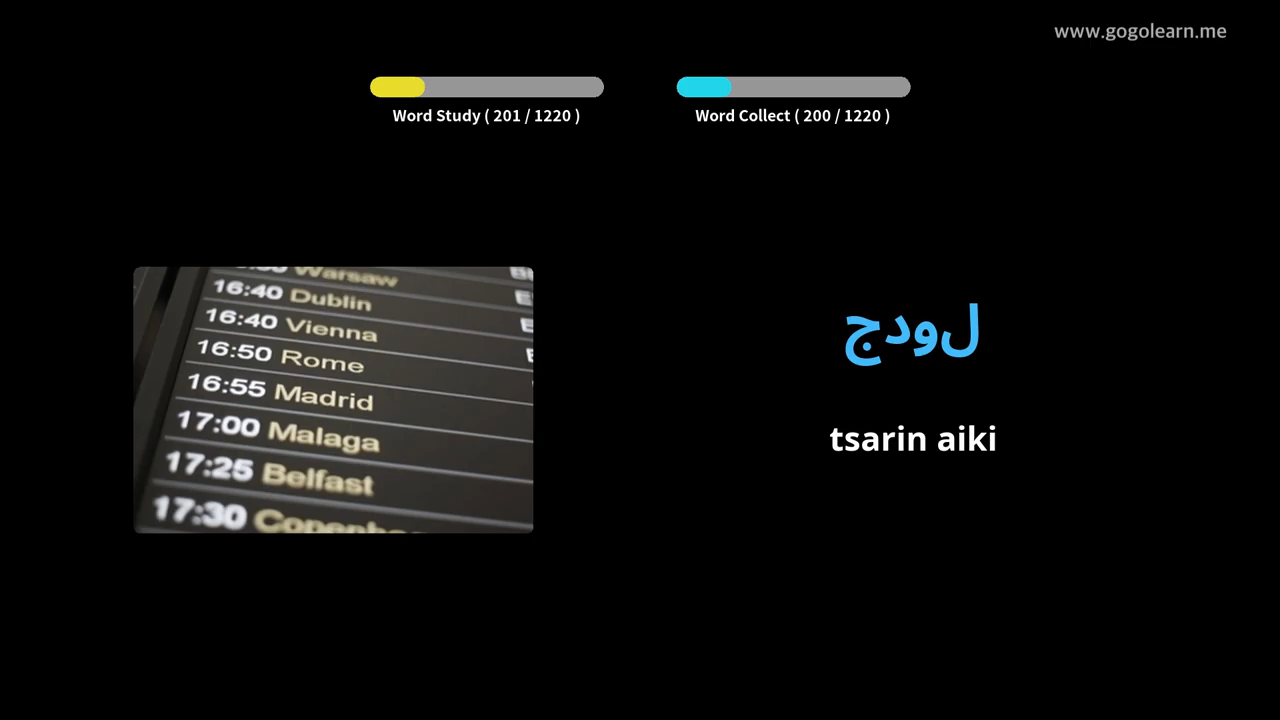 www.gogolearn.me
Word Study ( 201 / 1220 )
Word Collect ( 200 / 1220 )
Warsaw
16:40 Dublin
16:40 Vienna
16:50 Rome
16:55 Madrid
17:00 Malaga
17:25 Belfast
17:30
لودج
tsarin aiki